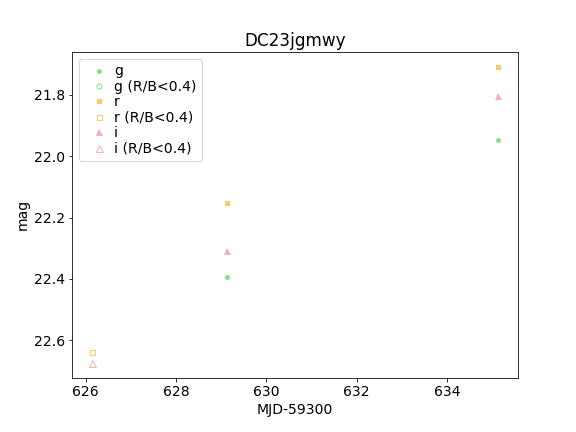 DC23jgmwy
g
g (R/B<0.4)
r
r (R/B<0.4)
i
i (R/B<0.4)
21.8
22.0
22.2
22.4
22.6
mag
626 628 630 632 634
MJD-59300